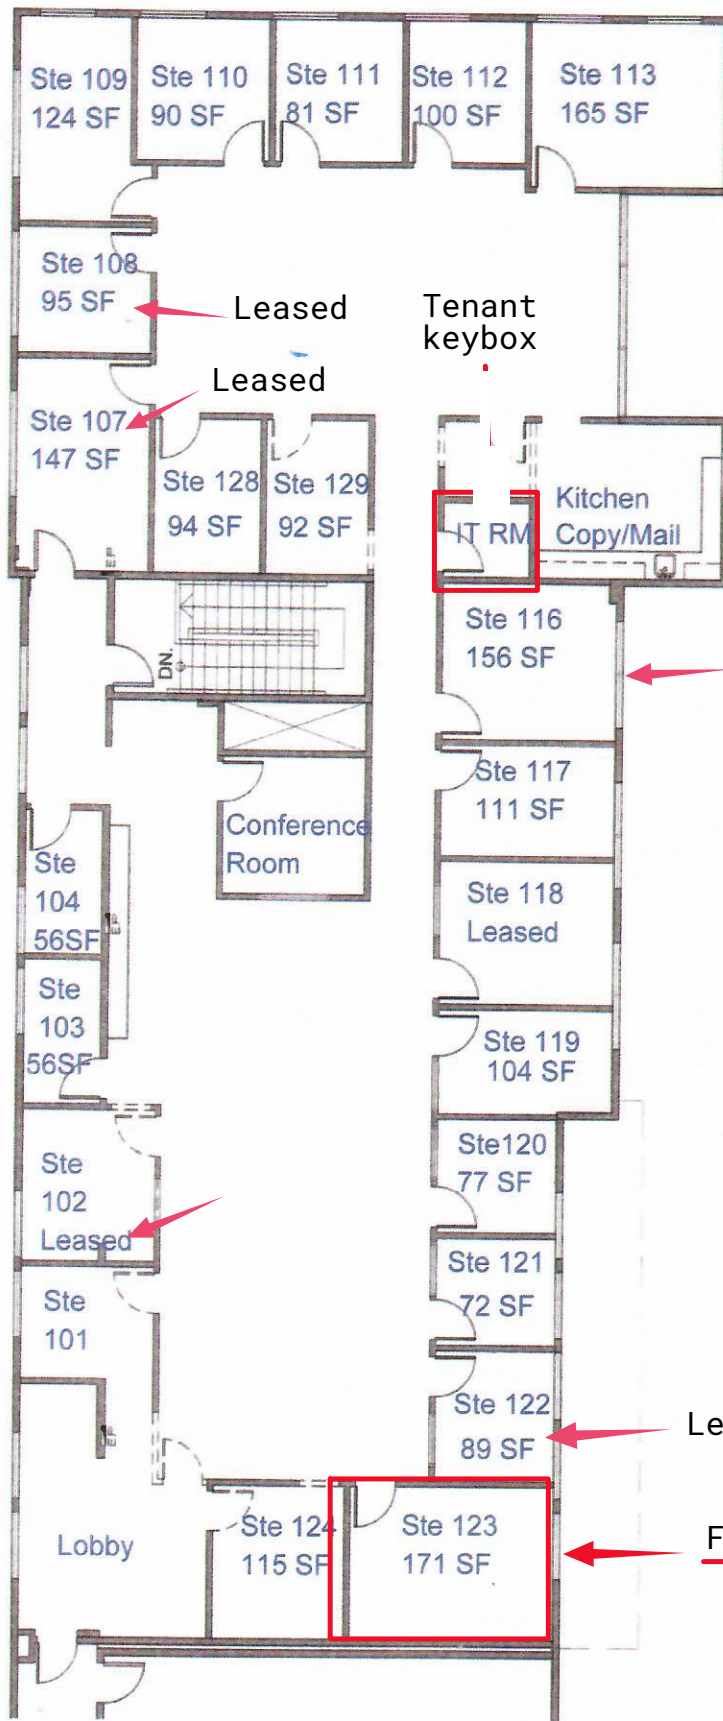 Ste 109
124 SF
Ste 110
90 SF
Ste 111
81 SF
Ste 112
100 SF
Ste 113
165 SF
Ste 108
95 SF
Leased
Tenant
keybox
Leased
Ste 107
147 SF
Ste 128
94 SF
Ste 129
92 SF
IT RM
Kitchen
Copy/Mail
EP
DN.
Ste 116
156 SF
Ste 117
111 SF
Conference
Room
Ste
104
56SF
Ste 118
Leased
Ste
103
56SF
Ste 119
104 SF
Ste
102
Leased
Ste120
77 SF
Ste 121
72 SF
Ste
101
Ste 122
89 SF
Le
Lobby
Ste 124
115 SF
Ste 123
171 SF
F